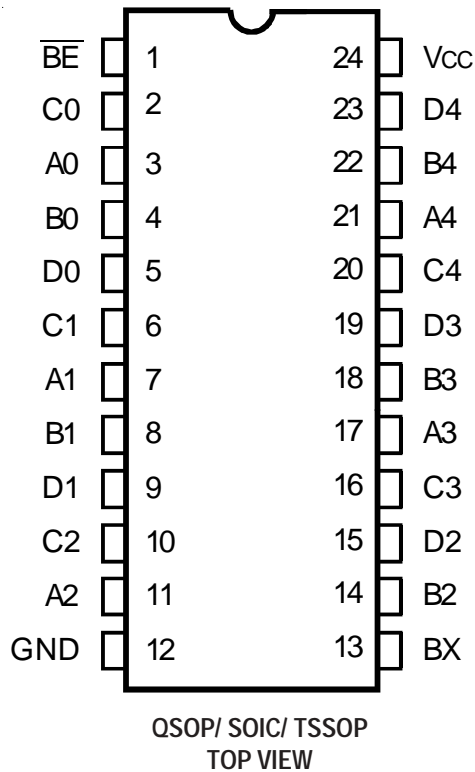 B̅E̅ 1 24 VCC
C0 2 23 D4
A0 3 22 B4
B0 4 21 A4
D0 5 20 C4
C1 6 19 D3
A1 7 18 B3
B1 8 17 A3
D1 9 16 C3
C2 10 15 D2
A2 11 14 B2
GND 12 13 BX
QSOP/ SOIC/ TSSOP
TOP VIEW